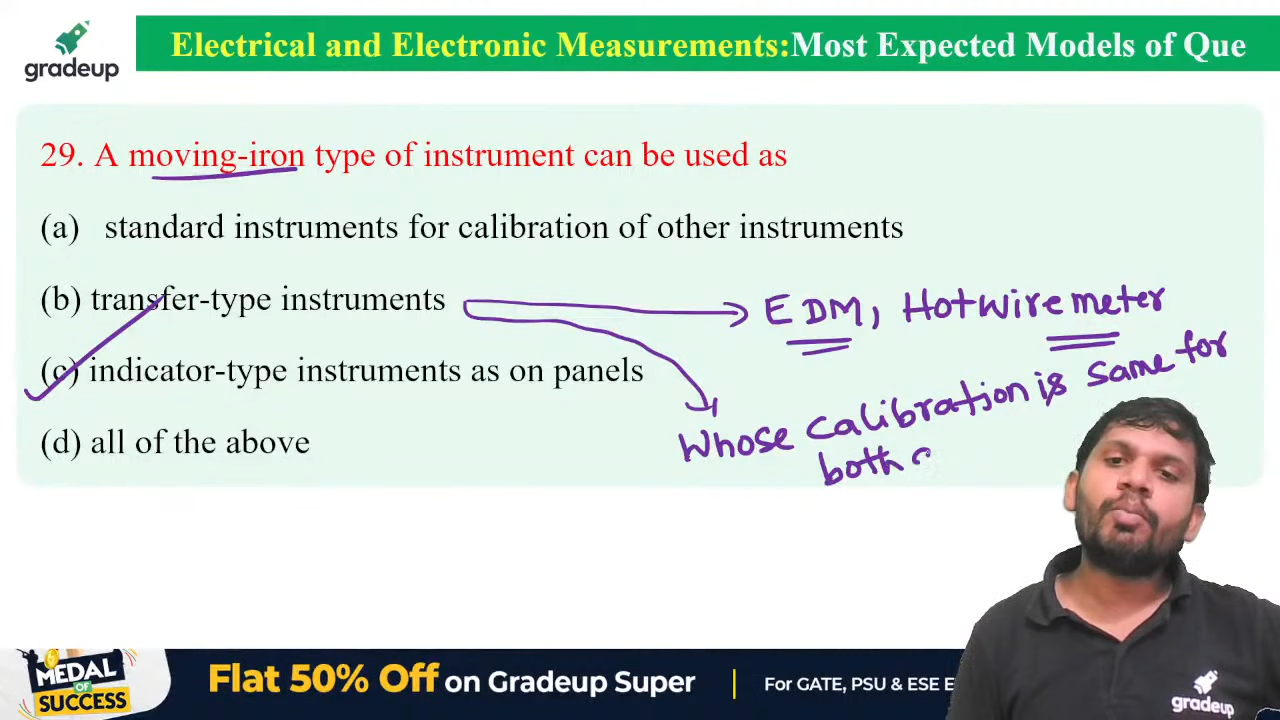 gradeup
Electrical and Electronic Measurements:Most Expected Models of Que
29. A moving-iron type of instrument can be used as
(a) standard instruments for calibration of other instruments
(b) transfer-type instruments
EDM, Hotwire meter
(c) indicator-type instruments as on panels
Whose calibration is same for
both
(d) all of the above
gradeup
MEDAL
OF
SUCCESS
Flat 50% Off on Gradeup Super
For GATE, PSU & ESE E